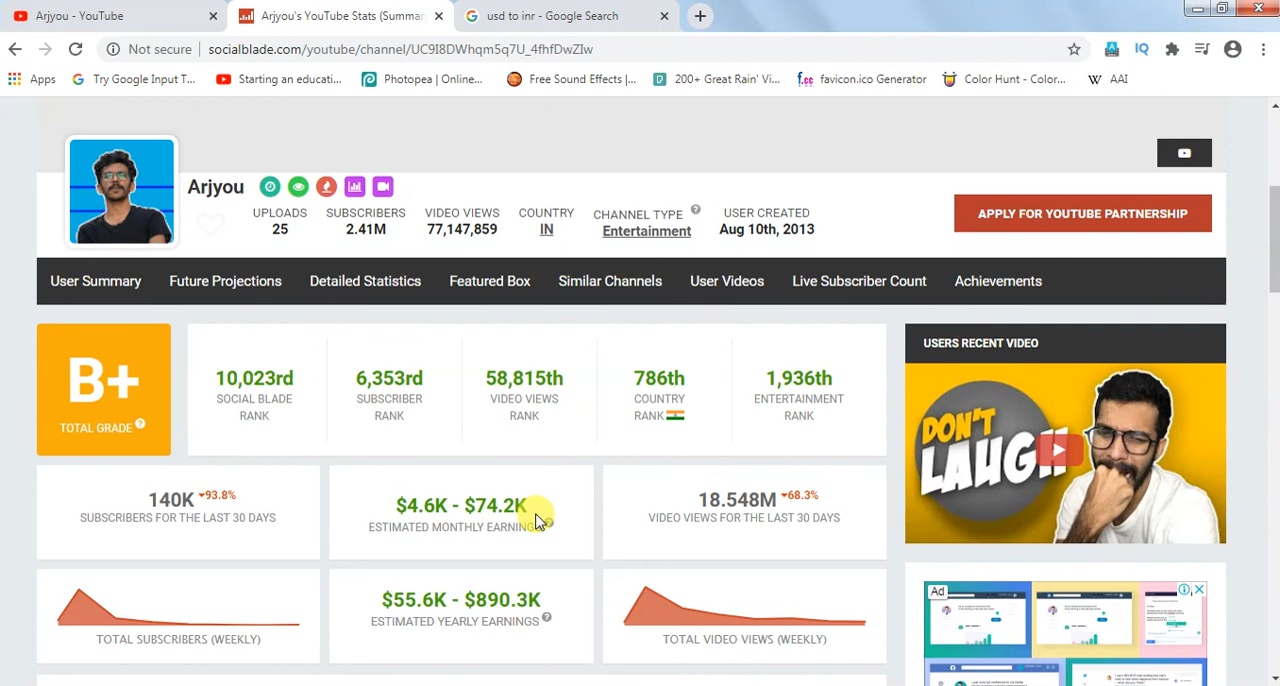 Arjyou - YouTube
Arjyou's YouTube Stats (Summar
usd to inr - Google Search
Not secure | socialblade.com/youtube/channel/UC9I8DWhqm5q7U_4fhfDwZIw
Apps
Try Google Input T...
Starting an educati...
Photopea | Online...
Free Sound Effects |...
200+ Great Rain' Vi...
favicon.ico Generator
Color Hunt - Color...
AAI
Arjyou
UPLOADS
25
SUBSCRIBERS
2.41M
VIDEO VIEWS
77,147,859
COUNTRY
IN
CHANNEL TYPE
Entertainment
USER CREATED
Aug 10th, 2013
APPLY FOR YOUTUBE PARTNERSHIP
User Summary
Future Projections
Detailed Statistics
Featured Box
Similar Channels
User Videos
Live Subscriber Count
Achievements
B+
TOTAL GRADE
10,023rd
SOCIAL BLADE
RANK
6,353rd
SUBSCRIBER
RANK
58,815th
VIDEO VIEWS
RANK
786th
COUNTRY
RANK
1,936th
ENTERTAINMENT
RANK
USERS RECENT VIDEO
DON'T
LAUGH
140K 93.8%
SUBSCRIBERS FOR THE LAST 30 DAYS
$4.6K - $74.2K
ESTIMATED MONTHLY EARNING
18.548M 68.3%
VIDEO VIEWS FOR THE LAST 30 DAYS
TOTAL SUBSCRIBERS (WEEKLY)
$55.6K - $890.3K
ESTIMATED YEARLY EARNINGS
TOTAL VIDEO VIEWS (WEEKLY)
Ad